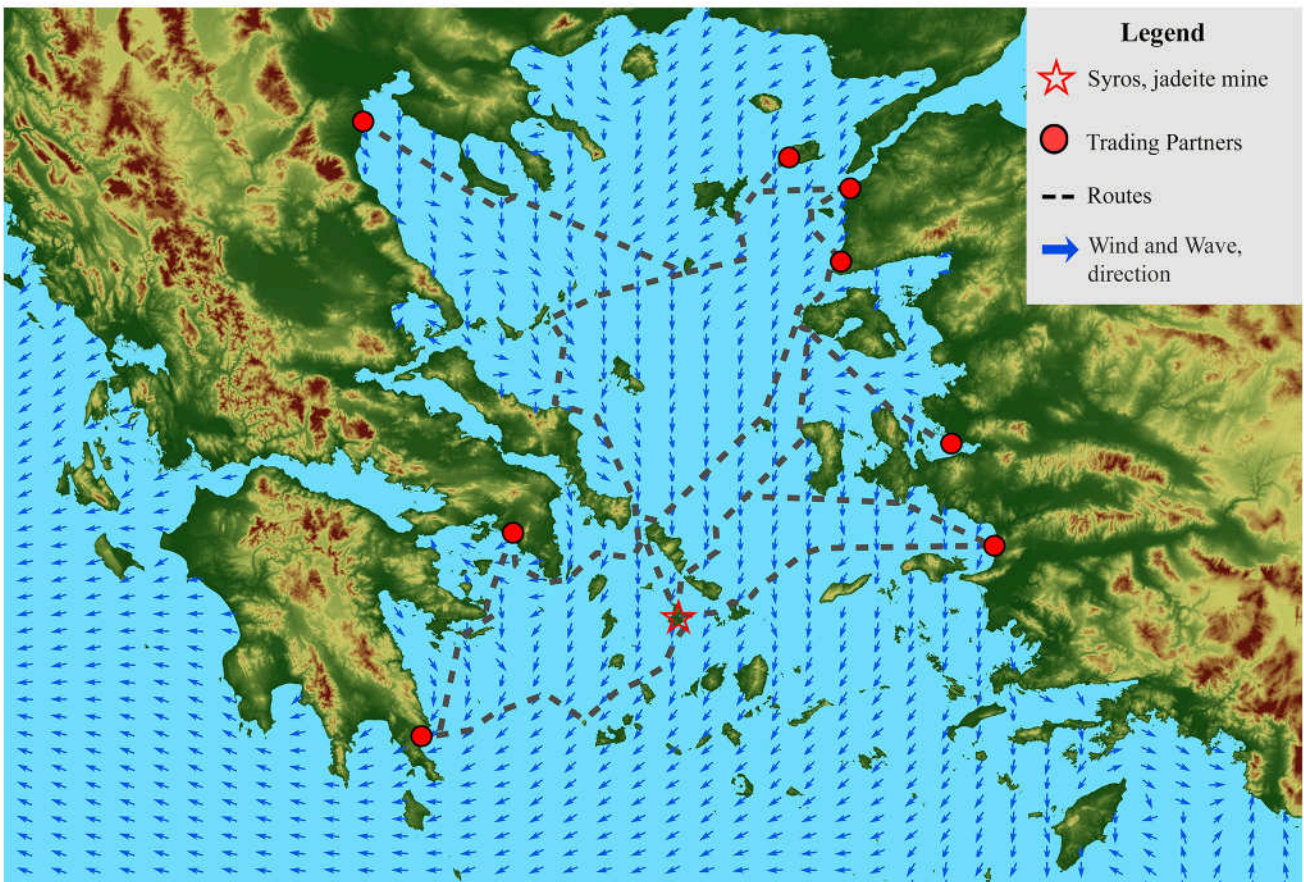 Legend
Syros, jadeite mine
Trading Partners
Routes
Wind and Wave,
direction